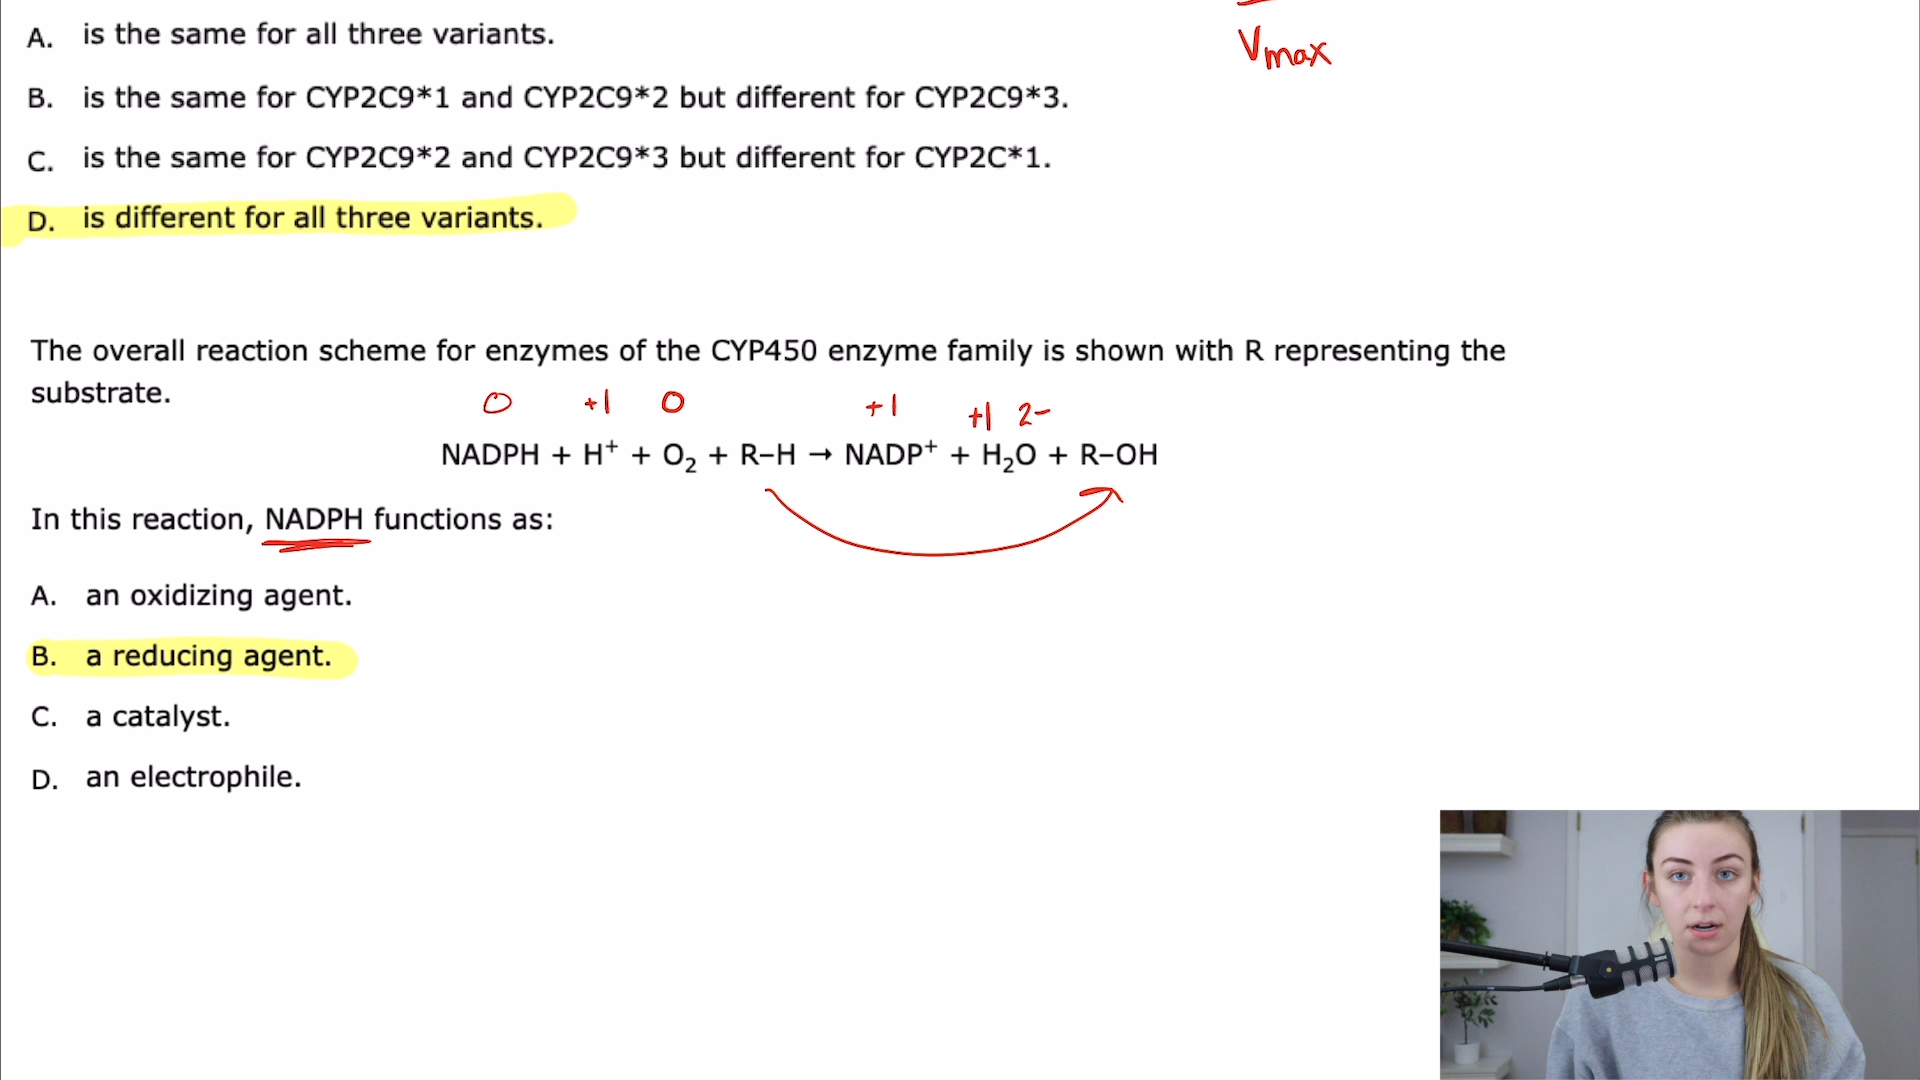 A. is the same for all three variants.
Vmax
B. is the same for CYP2C9*1 and CYP2C9*2 but different for CYP2C9*3.
C. is the same for CYP2C9*2 and CYP2C9*3 but different for CYP2C*1.
D. is different for all three variants.
The overall reaction scheme for enzymes of the CYP450 enzyme family is shown with R representing the
substrate.
0 +1 0 +1 +1 2-
NADPH + H⁺ + O₂ + R–H → NADP⁺ + H₂O + R–OH
In this reaction, NADPH functions as:
A. an oxidizing agent.
B. a reducing agent.
C. a catalyst.
D. an electrophile.